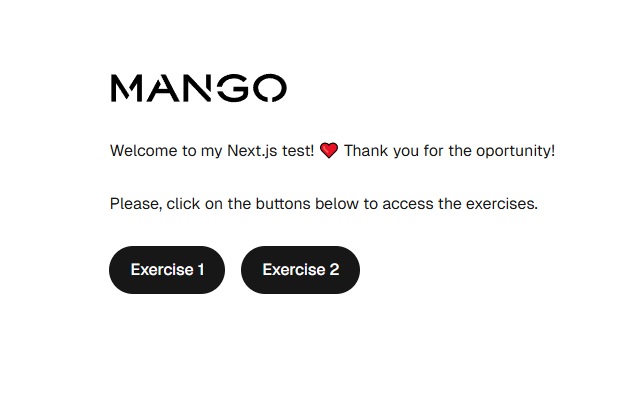 MANGO
Welcome to my Next.js test! ❤️ Thank you for the oportunity!
Please, click on the buttons below to access the exercises.
Exercise 1
Exercise 2